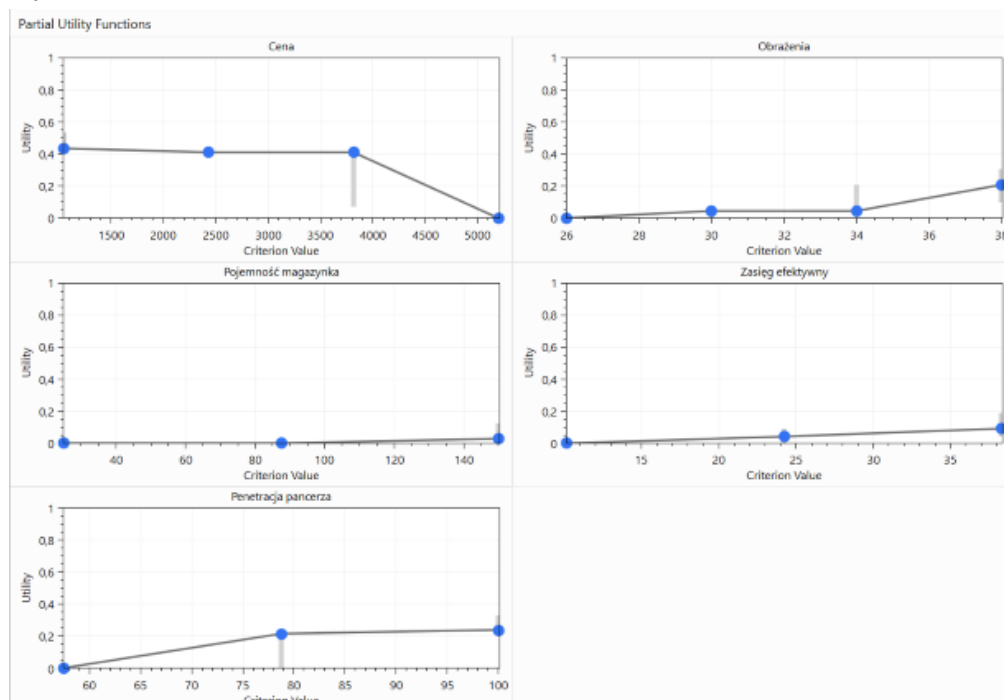 Partial Utility Functions
Cena
1
0,8
0,6
0,4
0,2
0
Utility
1500 2000 2500 3000 3500 4000 4500 5000
Criterion Value
Obrażenia
1
0,8
0,6
0,4
0,2
0
Utility
26 28 30 32 34 36 38
Criterion Value
Pojemność magazynka
1
0,8
0,6
0,4
0,2
0
Utility
40 60 80 100 120 140
Criterion Value
Zasięg efektywny
1
0,8
0,6
0,4
0,2
0
Utility
15 20 25 30 35
Criterion Value
Penetracja pancerza
1
0,8
0,6
0,4
0,2
0
Utility
60 65 70 75 80 85 90 95 100
Criterion Value